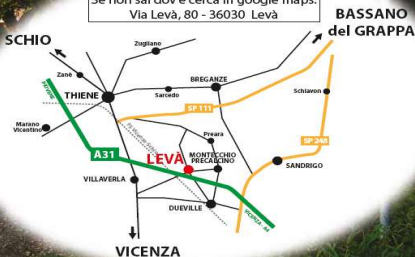 Se non sai dov'è cerca in google maps:
Via Levà, 80 - 36030 Levà
BASSANO
del GRAPPA
SCHIO
Zugliano
Zanè
BREGANZE
THIENE
Sarcedo
Schiavon
SP 111
Marano
Vicentino
Preara
SP 248
A31
LEVÀ
MONTECCHIO
PRECALCINO
SANDRIGO
VILLAVERLA
DUEVILLE
VICENZA - A4
VICENZA